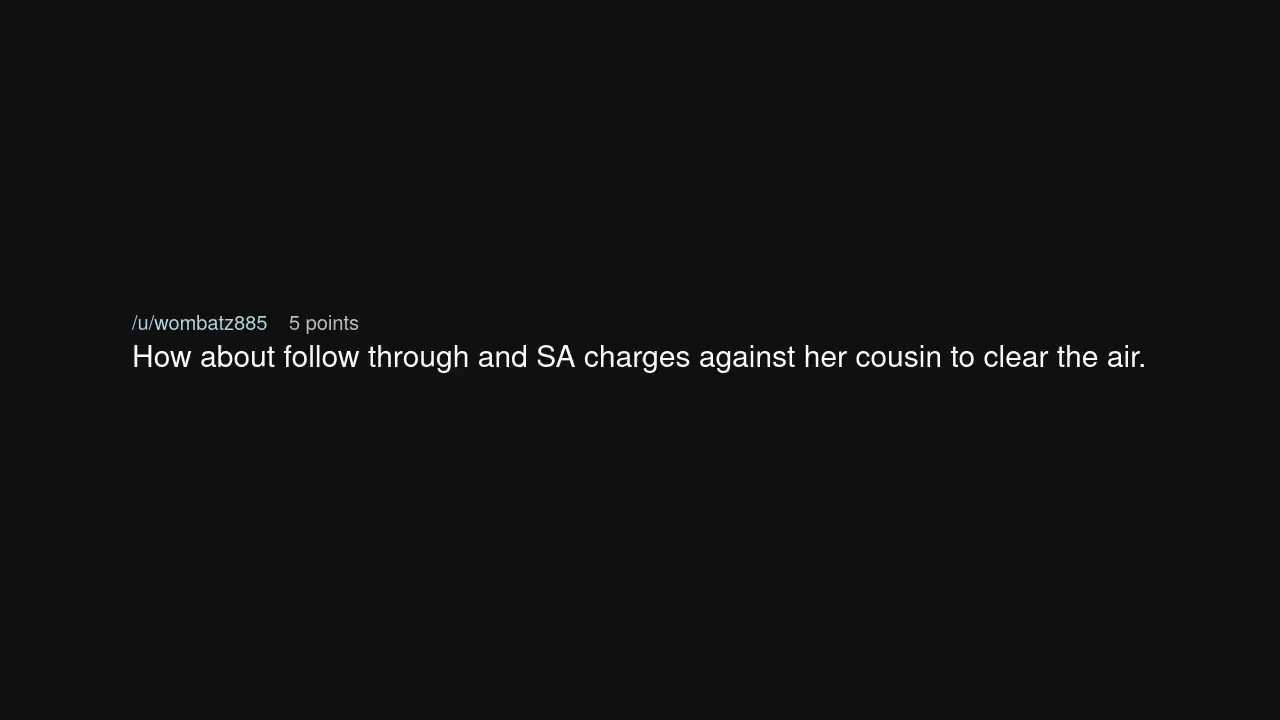 /u/wombatz885 5 points
How about follow through and SA charges against her cousin to clear the air.